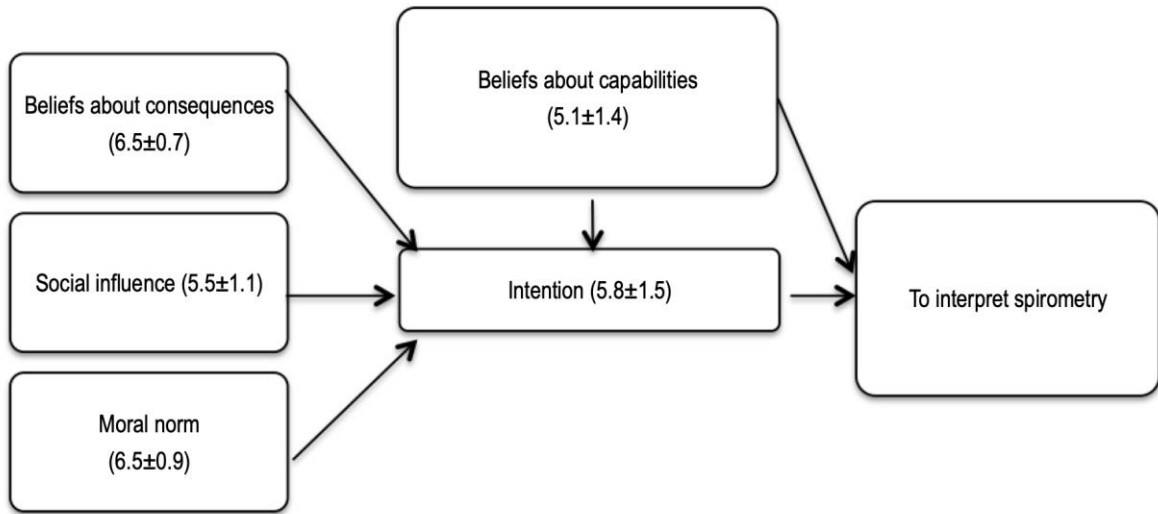 Beliefs about consequences
(6.5±0.7)
Beliefs about capabilities
(5.1±1.4)
Social influence (5.5±1.1)
Intention (5.8±1.5)
To interpret spirometry
Moral norm
(6.5±0.9)